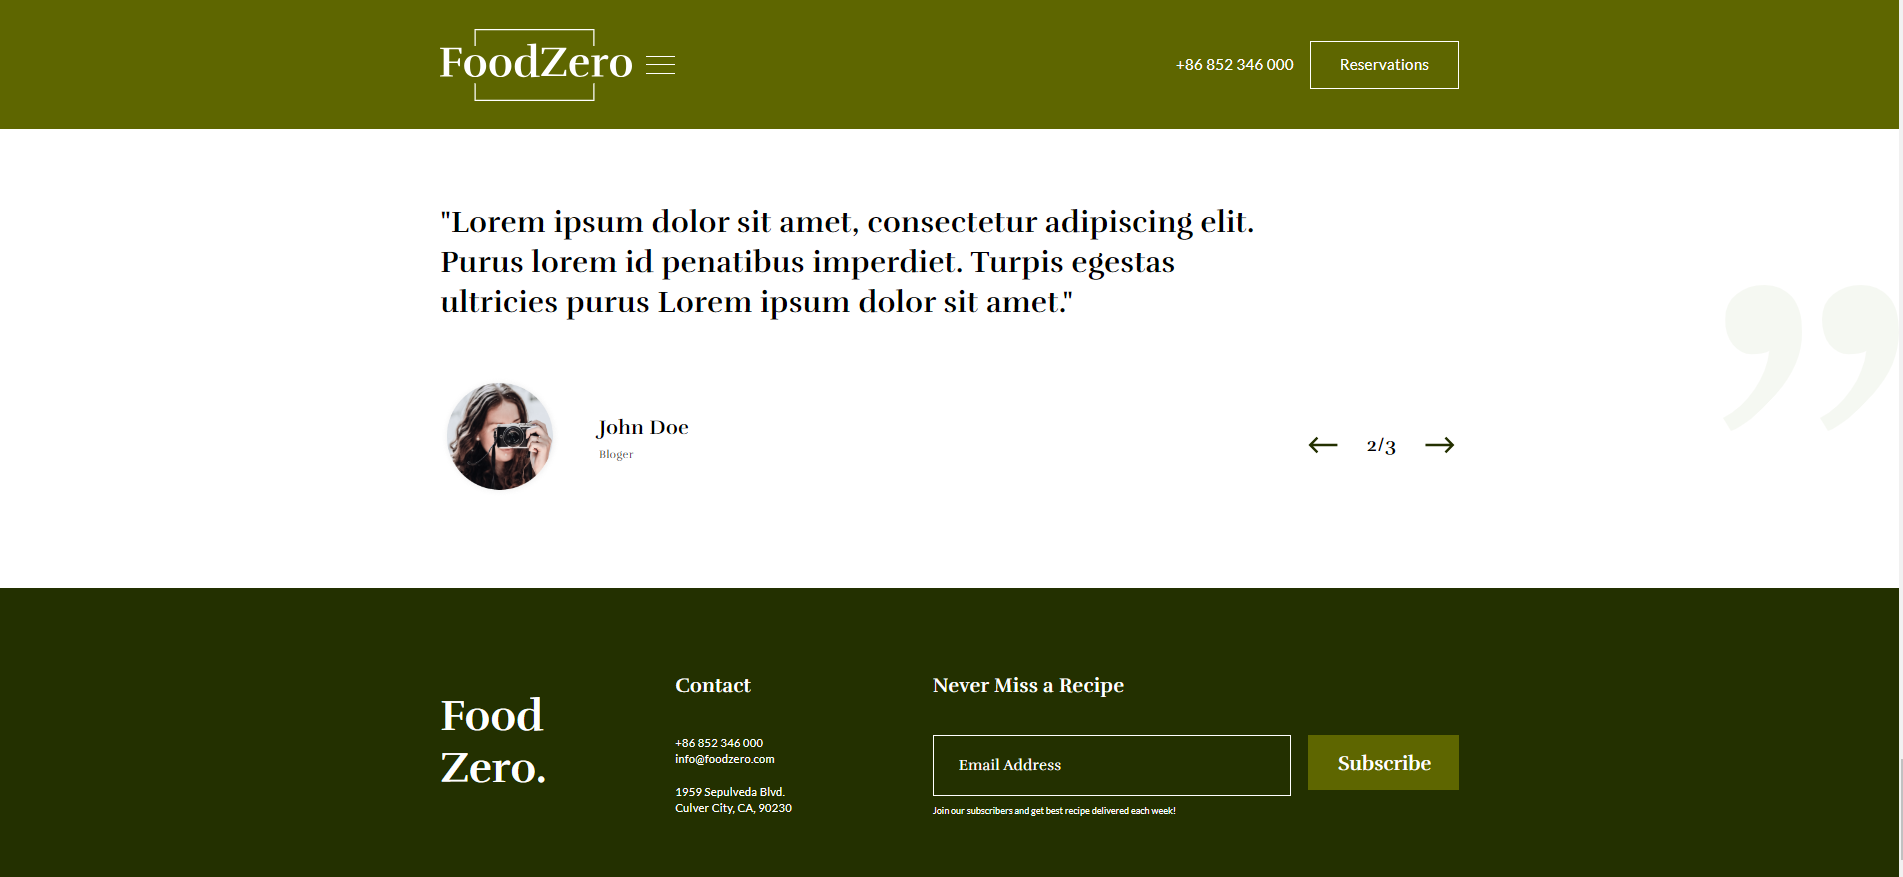 FoodZero
+86 852 346 000
Reservations
"Lorem ipsum dolor sit amet, consectetur adipiscing elit.
Purus lorem id penatibus imperdiet. Turpis egestas
ultricies purus Lorem ipsum dolor sit amet."
John Doe
Bloger
2/3
Food
Zero.
Contact
+86 852 346 000
info@foodzero.com
1959 Sepulveda Blvd.
Culver City, CA, 90230
Never Miss a Recipe
Email Address
Subscribe
Join our subscribers and get best recipe delivered each week!